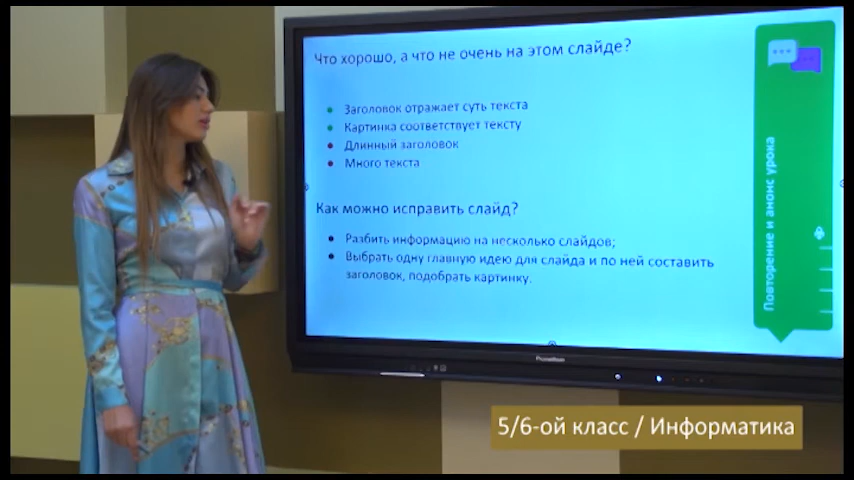 Что хорошо, а что не очень на этом слайде?
Заголовок отражает суть текста
Картинка соответствует тексту
Длинный заголовок
Много текста
Как можно исправить слайд?
Разбить информацию на несколько слайдов;
Выбрать одну главную идею для слайда и по ней составить
заголовок, подобрать картинку.
Повторение и анонс урока
Promethean
5/6-ой класс / Информатика